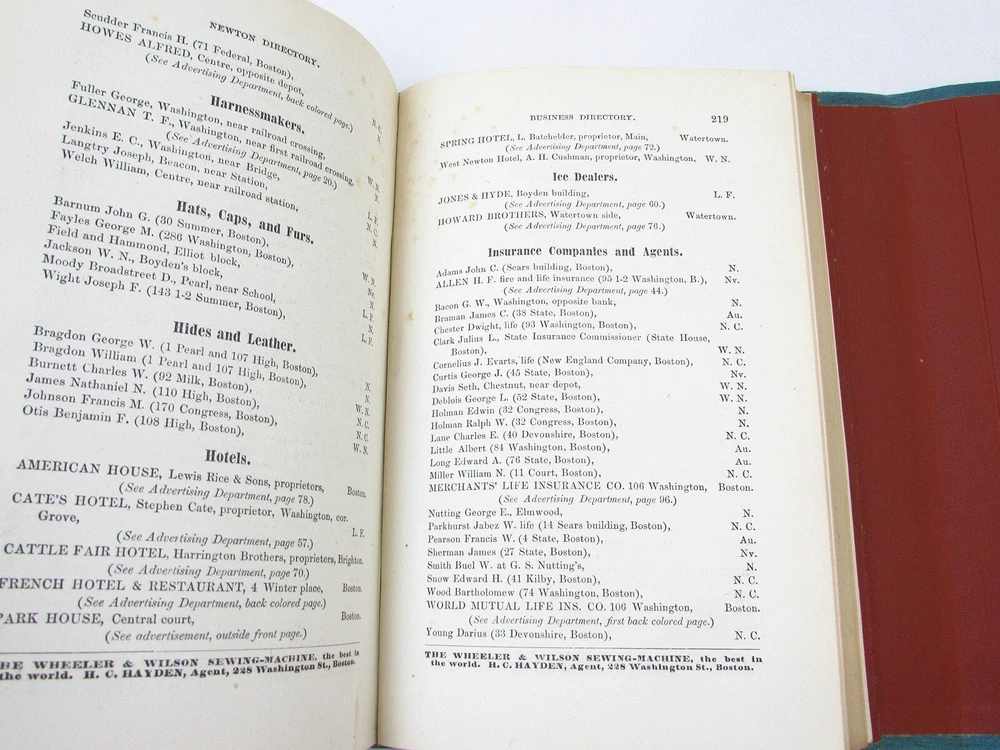 NEWTON DIRECTORY.
Scudder Francis H. (71 Federal, Boston), N. C.
HOWES ALFRED, Centre, opposite depot, N.
(See Advertising Department, back colored page.)
Harnessmakers.
Fuller George, Washington, near railroad crossing, W. N.
GLENNAN T. F., Washington, near first railroad crossing, N.
(See Advertising Department, page 20.)
Jenkins E. C., Washington, near Bridge, L. F.
Langtry Joseph, Beacon, near Station, N. C.
Welch William, Centre, near railroad station, N.
Hats, Caps, and Furs.
Barnum John G. (30 Summer, Boston), W. N.
Fayles George M. (286 Washington, Boston), Nv.
Field and Hammond, Elliot block, N.
Jackson W. N., Boyden's block, L. F.
Moody Broadstreet D., Pearl, near School, N.
Wight Joseph F. (143 1-2 Summer, Boston), L. F.
Hides and Leather.
Bragdon George W. (1 Pearl and 107 High, Boston), N.
Bragdon William (1 Pearl and 107 High, Boston), N.
Burnett Charles W. (92 Milk, Boston), W. N.
James Nathaniel N. (110 High, Boston), N. C.
Johnson Francis M. (170 Congress, Boston), N. C.
Otis Benjamin F. (108 High, Boston), W. N.
Hotels.
AMERICAN HOUSE, Lewis Rice & Sons, proprietors, Boston.
(See Advertising Department, page 78.)
CATE'S HOTEL, Stephen Cate, proprietor, Washington, cor.
Grove, L. F.
(See Advertising Department, page 57.)
CATTLE FAIR HOTEL, Harrington Brothers, proprietors, Brighton.
(See Advertising Department, page 70.)
FRENCH HOTEL & RESTAURANT, 4 Winter place, Boston.
(See Advertising Department, back colored page.)
PARK HOUSE, Central court, Boston.
(See advertisement, outside front page.)
THE WHEELER & WILSON SEWING-MACHINE, the best in
the world. H. C. HAYDEN, Agent, 228 Washington St., Boston.
BUSINESS DIRECTORY. 219
SPRING HOTEL, L. Batchelder, proprietor, Main, Watertown.
(See Advertising Department, page 72.)
West Newton Hotel, A. H. Cushman, proprietor, Washington, W. N.
Ice Dealers.
JONES & HYDE, Boyden building, L. F.
(See Advertising Department, page 60.)
HOWARD BROTHERS, Watertown side, Watertown.
(See Advertising Department, page 76.)
Insurance Companies and Agents.
Adams John C. (Sears building, Boston), N.
ALLEN H. F. fire and life insurance (95 1-2 Washington, B.), Nv.
(See Advertising Department, page 44.)
Bacon G. W., Washington, opposite bank, N.
Braman James C. (38 State, Boston), Au.
Chester Dwight, life (93 Washington, Boston), N. C.
Clark Julius L., State Insurance Commissioner (State House,
Boston), W. N.
Cornelius J. Evarts, life (New England Company, Boston), N. C.
Curtis George J. (45 State, Boston), Nv.
Davis Seth, Chestnut, near depot, W. N.
Deblois George L. (52 State, Boston), W. N.
Holman Edwin (32 Congress, Boston), N.
Holman Ralph W. (32 Congress, Boston), N.
Lane Charles E. (40 Devonshire, Boston), N. C.
Little Albert (84 Washington, Boston), Au.
Long Edward A. (76 State, Boston), Au.
Miller William N. (11 Court, Boston), N. C.
MERCHANTS' LIFE INSURANCE CO. 106 Washington, Boston.
(See Advertising Department, page 96.)
Nutting George E., Elmwood, N.
Parkhurst Jabez W. life (14 Sears building, Boston), N. C.
Pearson Francis W. (4 State, Boston), Au.
Sherman James (27 State, Boston), Nv.
Smith Buel W. at G. S. Nutting's, N.
Snow Edward H. (41 Kilby, Boston), N. C.
Wood Bartholomew (74 Washington, Boston), N. C.
WORLD MUTUAL LIFE INS. CO. 106 Washington, Boston.
(See Advertising Department, first back colored page.)
Young Darius (33 Devonshire, Boston), N. C.
THE WHEELER & WILSON SEWING-MACHINE, the best in
the world. H. C. HAYDEN, Agent, 228 Washington St., Boston.